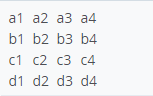 a1 a2 a3 a4
b1 b2 b3 b4
c1 c2 c3 c4
d1 d2 d3 d4